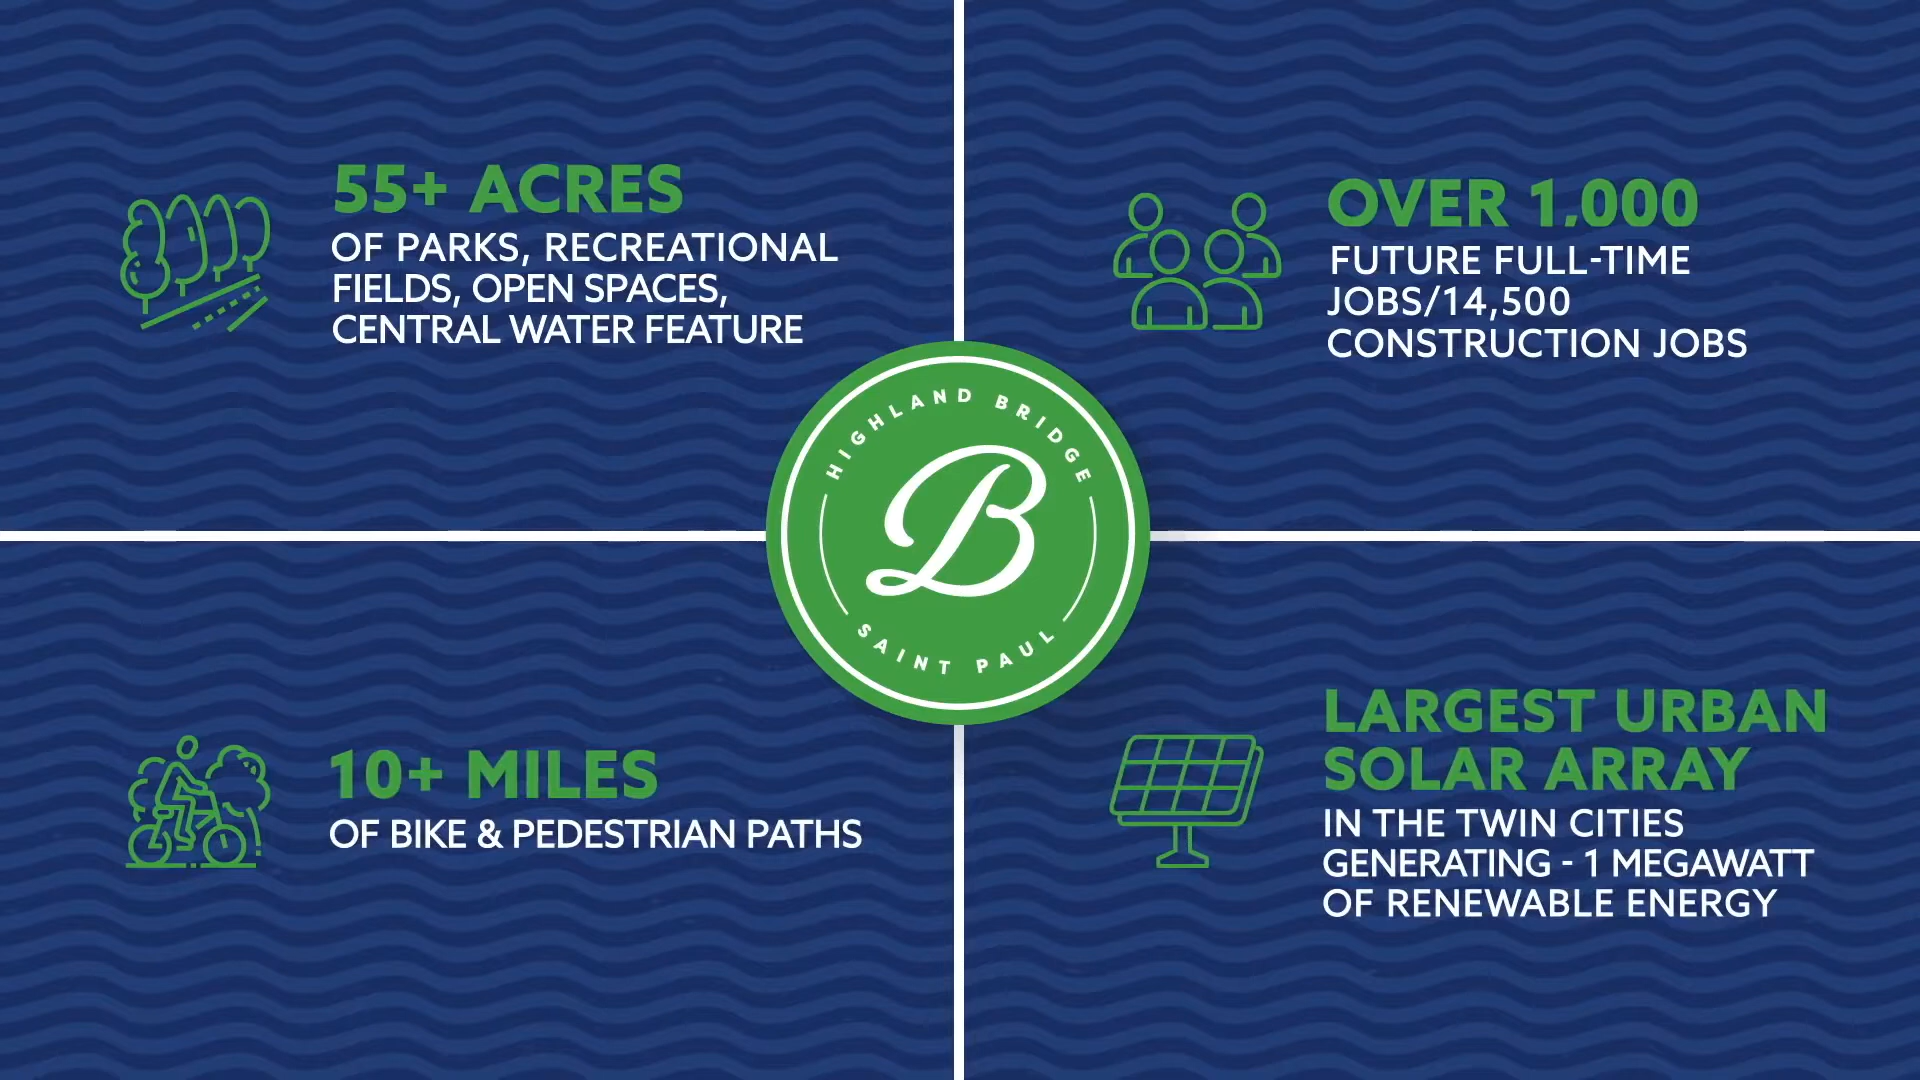 55+ ACRES
OF PARKS, RECREATIONAL
FIELDS, OPEN SPACES,
CENTRAL WATER FEATURE
OVER 1,000
FUTURE FULL-TIME
JOBS/14,500
CONSTRUCTION JOBS
HIGHLAND BRIDGE
B
SAINT PAUL
10+ MILES
OF BIKE & PEDESTRIAN PATHS
LARGEST URBAN
SOLAR ARRAY
IN THE TWIN CITIES
GENERATING - 1 MEGAWATT
OF RENEWABLE ENERGY